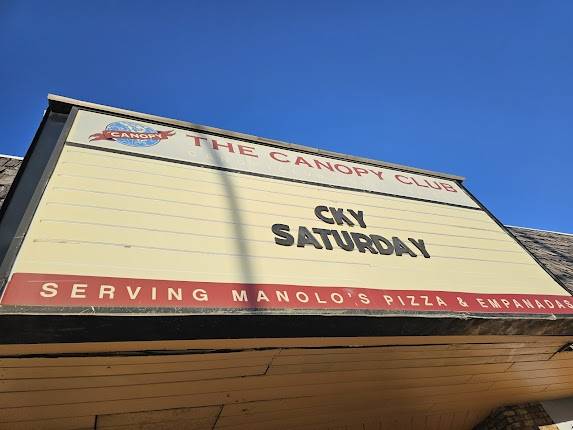 CANOPY
THE CANOPY CLUB
CKY
SATURDAY
SERVING MANOLO'S PIZZA & EMPANADAS